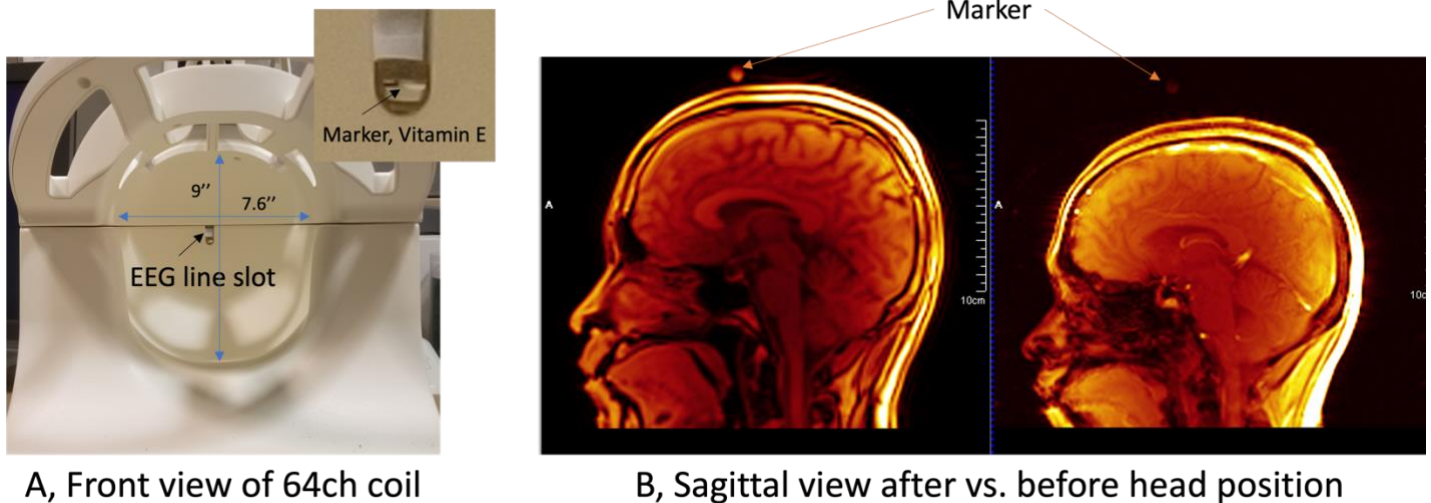 Marker
Marker, Vitamin E
9’’
7.6’’
EEG line slot
A
10cm
A
10c
A, Front view of 64ch coil
B, Sagittal view after vs. before head position